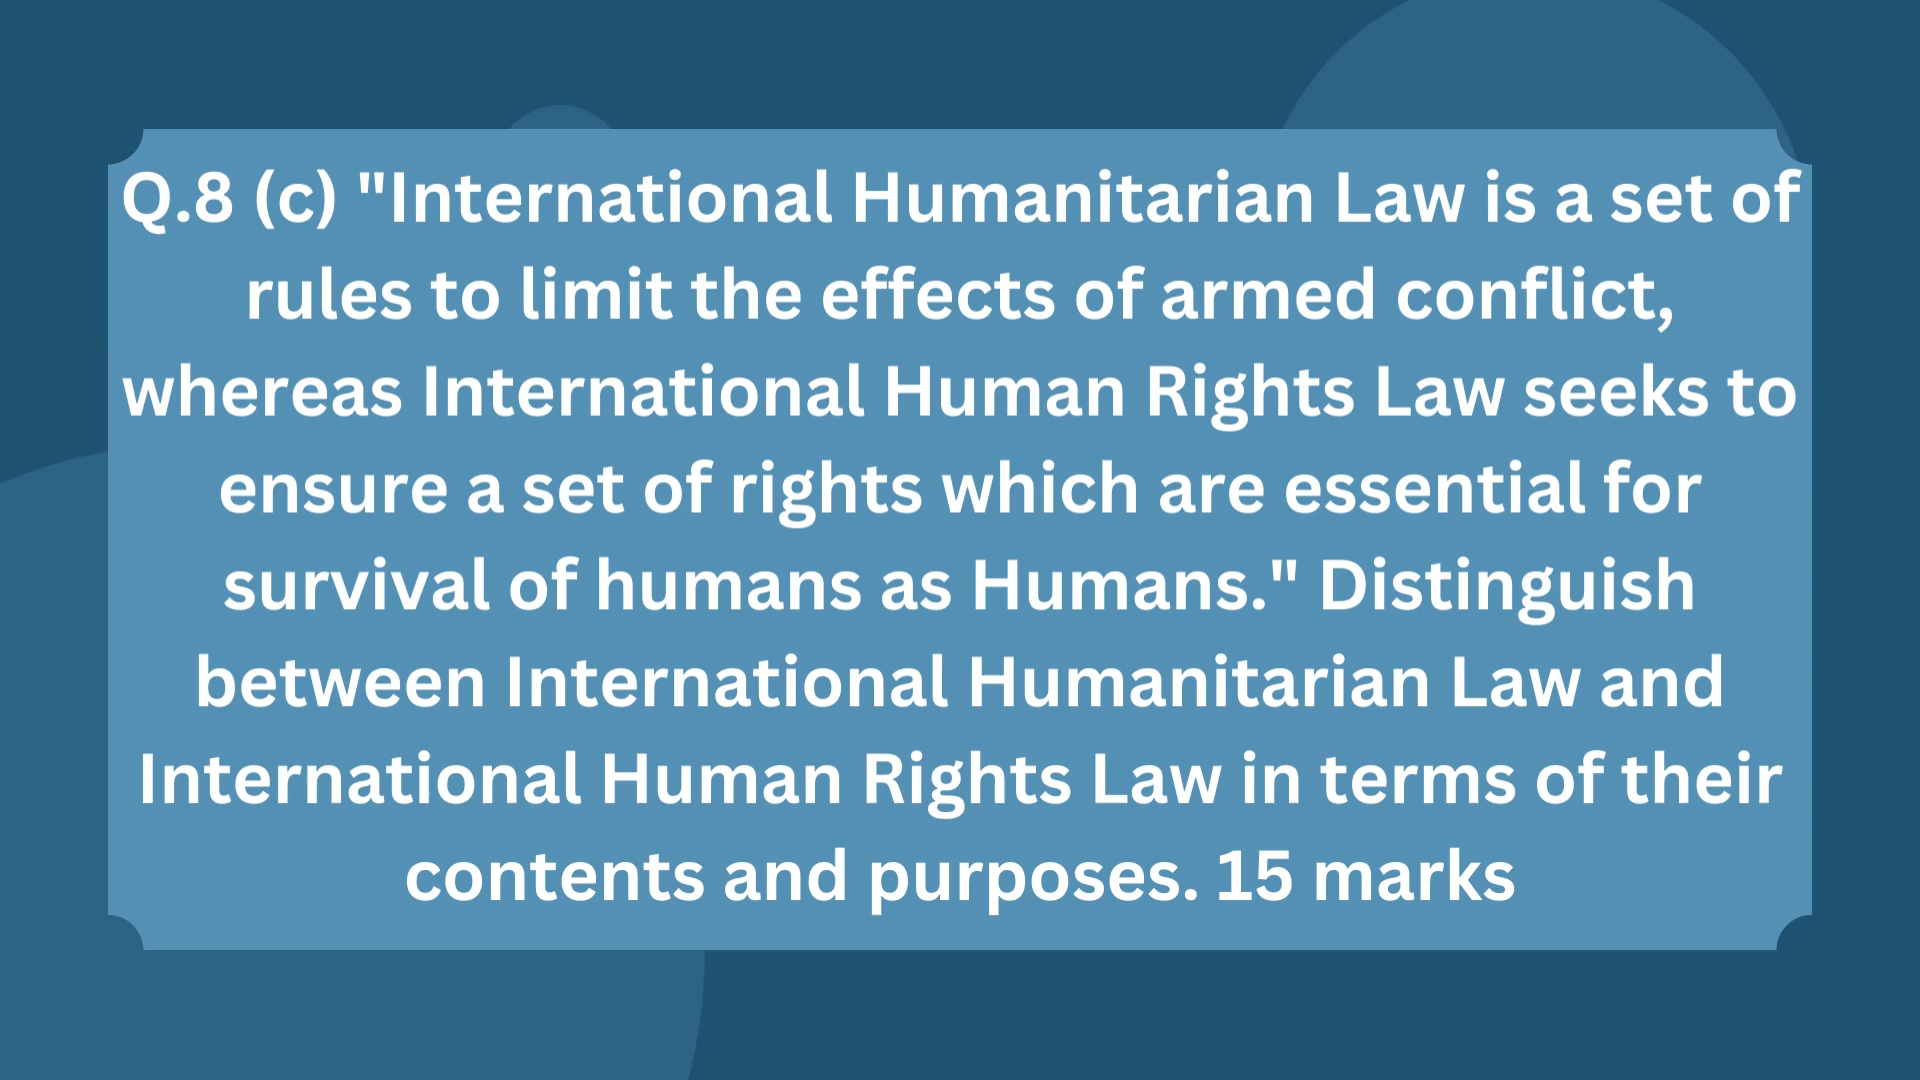 Q.8 (c) "International Humanitarian Law is a set of
rules to limit the effects of armed conflict,
whereas International Human Rights Law seeks to
ensure a set of rights which are essential for
survival of humans as Humans." Distinguish
between International Humanitarian Law and
International Human Rights Law in terms of their
contents and purposes. 15 marks